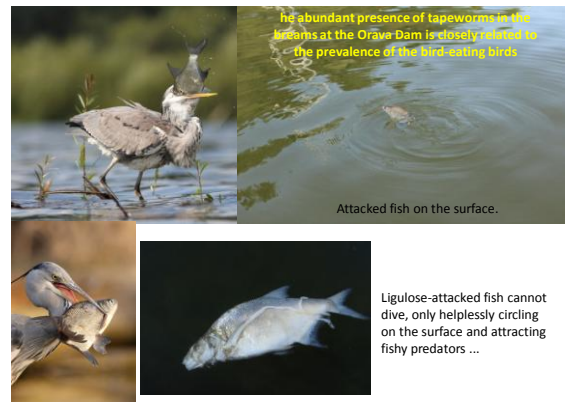 he abundant presence of tapeworms in the
breams at the Orava Dam is closely related to
the prevalence of the bird-eating birds
Attacked fish on the surface.
Ligulose-attacked fish cannot
dive, only helplessly circling
on the surface and attracting
fishy predators ...